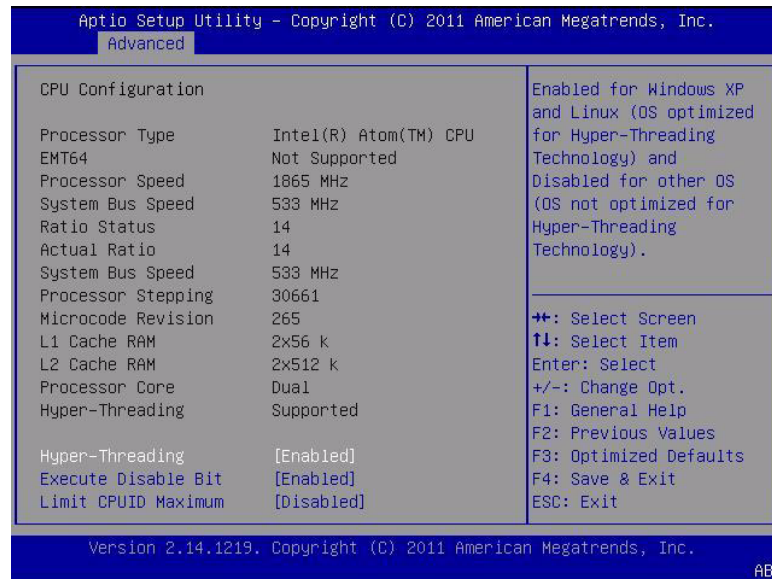 Aptio Setup Utility – Copyright (C) 2011 American Megatrends, Inc.
Advanced
CPU Configuration
Processor Type Intel(R) Atom(TM) CPU
EMT64 Not Supported
Processor Speed 1865 MHz
System Bus Speed 533 MHz
Ratio Status 14
Actual Ratio 14
System Bus Speed 533 MHz
Processor Stepping 30661
Microcode Revision 265
L1 Cache RAM 2x56 k
L2 Cache RAM 2x512 k
Processor Core Dual
Hyper-Threading Supported
Hyper-Threading [Enabled]
Execute Disable Bit [Enabled]
Limit CPUID Maximum [Disabled]
Enabled for Windows XP
and Linux (OS optimized
for Hyper-Threading
Technology) and
Disabled for other OS
(OS not optimized for
Hyper-Threading
Technology).
→←: Select Screen
↑↓: Select Item
Enter: Select
+/-: Change Opt.
F1: General Help
F2: Previous Values
F3: Optimized Defaults
F4: Save & Exit
ESC: Exit
Version 2.14.1219. Copyright (C) 2011 American Megatrends, Inc.
AB